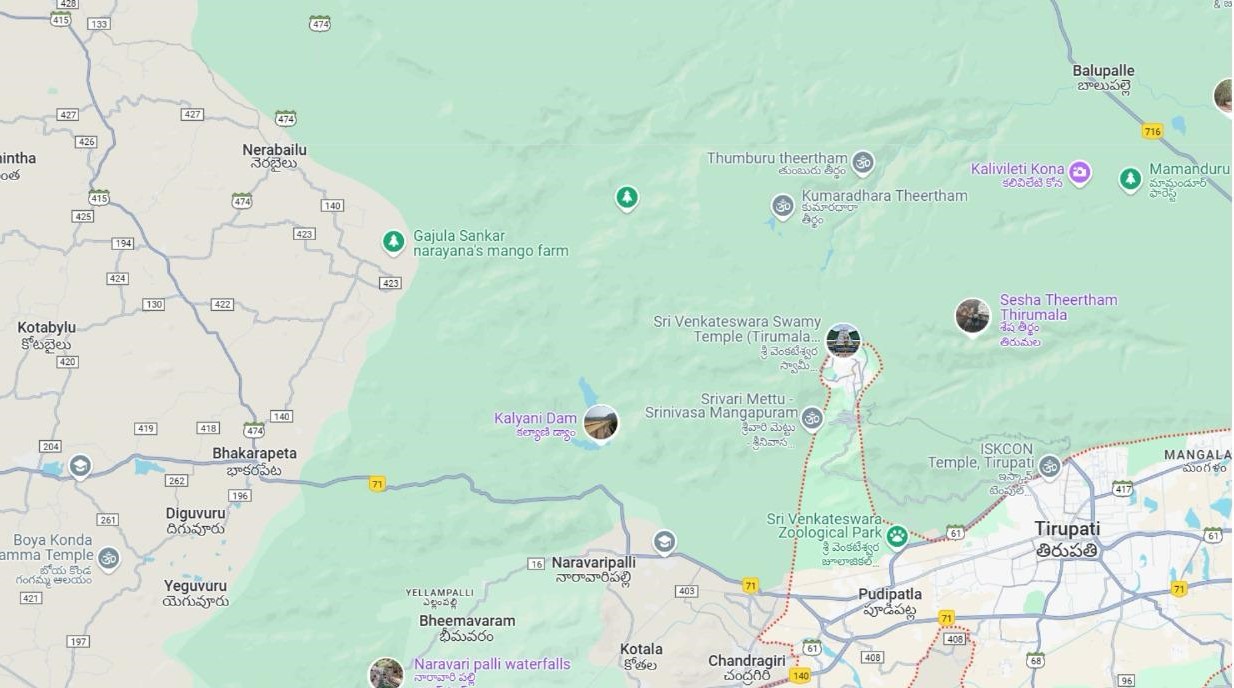 428
415
133
474
& జ
Balupalle
బాలుపల్లె
427
427
474
426
716
Nerabailu
నెరబైలు
hintha
ంత
Thumburu theertham
తుంబురు తీర్థం
Kalivileti Kona
కలివిలేటి కోన
Mamanduru
మామండూర్
ఫారెస్ట్
Kumaradhara Theertham
కుమారధారా
తీర్థం
415
474
140
425
423
194
Gajula Sankar
narayana's mango farm
424
423
130
422
Sesha Theertham
Thirumala
శేష తీర్థం
తిరుమల
Kotabylu
కోటబైలు
420
Sri Venkateswara Swamy
Temple (Tirumala...
శ్రీ వెంకటేశ్వర
స్వామీ...
Srivari Mettu -
Srinivasa Mangapuram
శ్రీవారి మెట్టు
శ్రీనివాస...
Kalyani Dam
కల్యాణి డ్యాం
140
419
418
474
204
Bhakarapeta
బాకరపేట
ISKCON
Temple, Tirupati
ఇస్కాన్
టెంపుల్...
MANGALA
మంగళం
262
71
417
196
Diguvuru
దిగువూరు
261
Sri Venkateswara
Zoological Park
శ్రీ వెంకటేశ్వర
జూలాజికల్...
61
Tirupati
తిరుపతి
61
Boya Konda
amma Temple
బోయ కొండ
గంగమ్మ ఆలయం
16
Naravaripalli
నారావారిపల్లి
421
Yeguvuru
యెగువూరు
YELLAMPALLI
ఎల్లంపల్లి
403
71
Pudipatla
పూడిపట్ల
71
Bheemavaram
భీమవరం
71
197
Kotala
కోతల
61
408
408
Chandragiri
చంద్రగిరి
68
Naravari palli waterfalls
నారావారి పల్లి
140
96